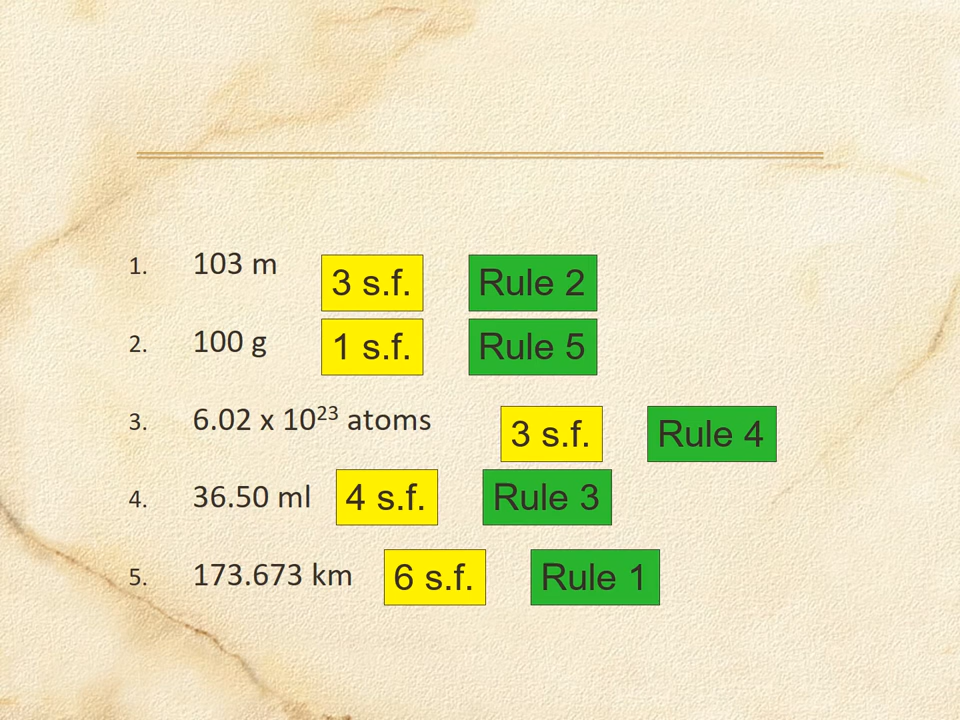 1. 103 m 3 s.f. Rule 2
2. 100 g 1 s.f. Rule 5
3. 6.02 x 10²³ atoms 3 s.f. Rule 4
4. 36.50 ml 4 s.f. Rule 3
5. 173.673 km 6 s.f. Rule 1